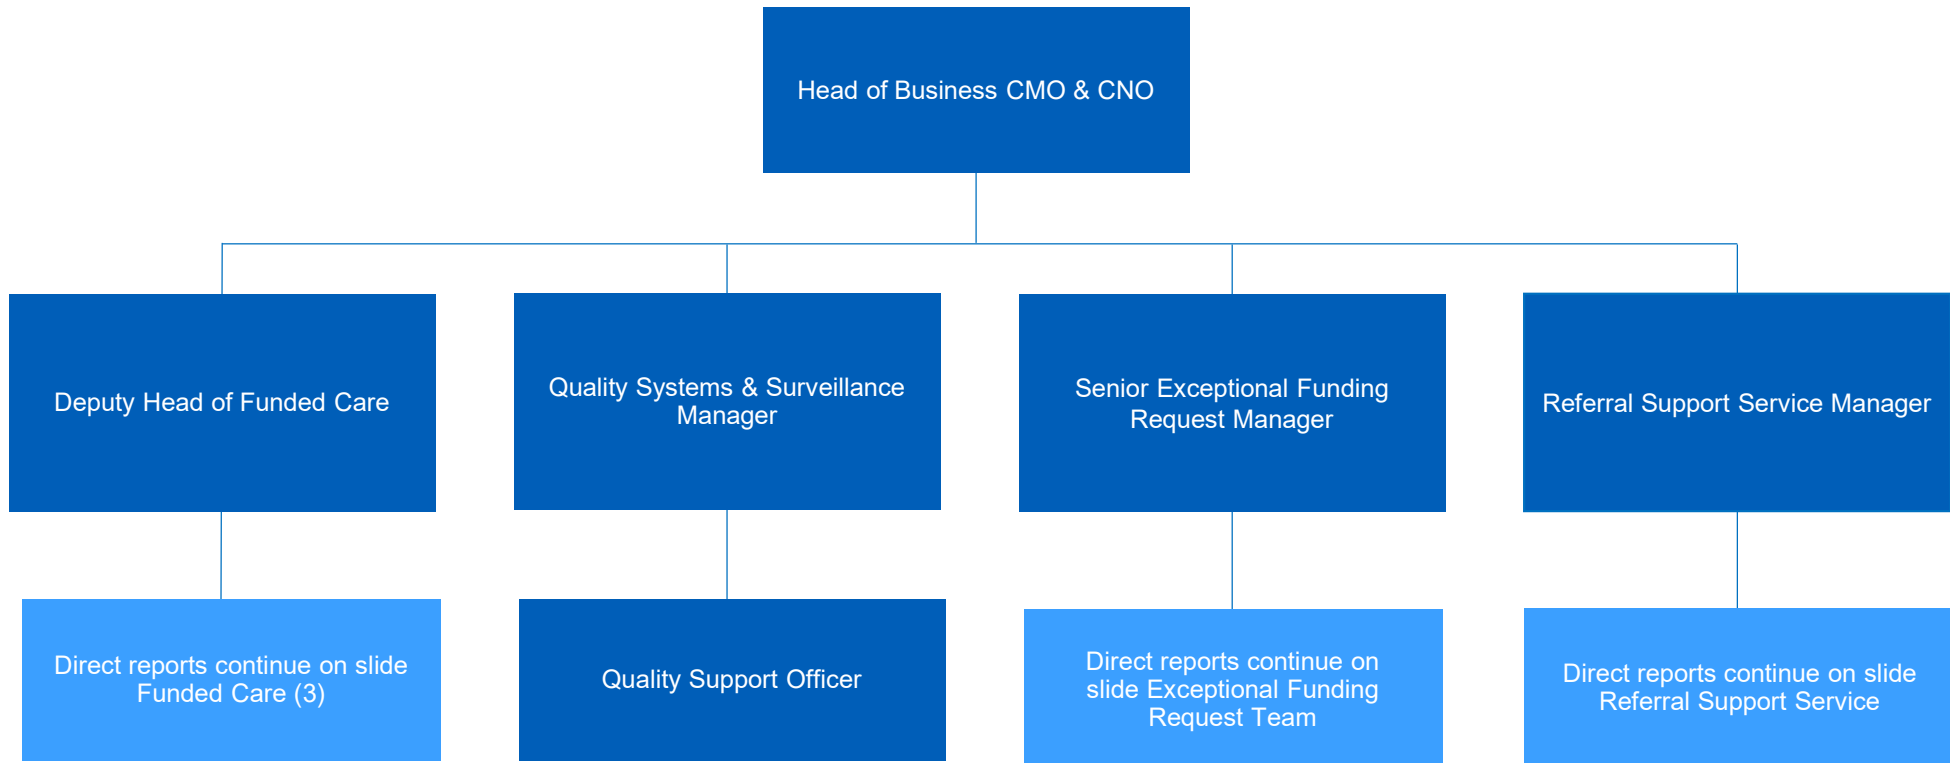 Head of Business CMO & CNO
Deputy Head of Funded Care
Quality Systems & Surveillance
Manager
Senior Exceptional Funding
Request Manager
Referral Support Service Manager
Direct reports continue on slide
Funded Care (3)
Quality Support Officer
Direct reports continue on
slide Exceptional Funding
Request Team
Direct reports continue on slide
Referral Support Service